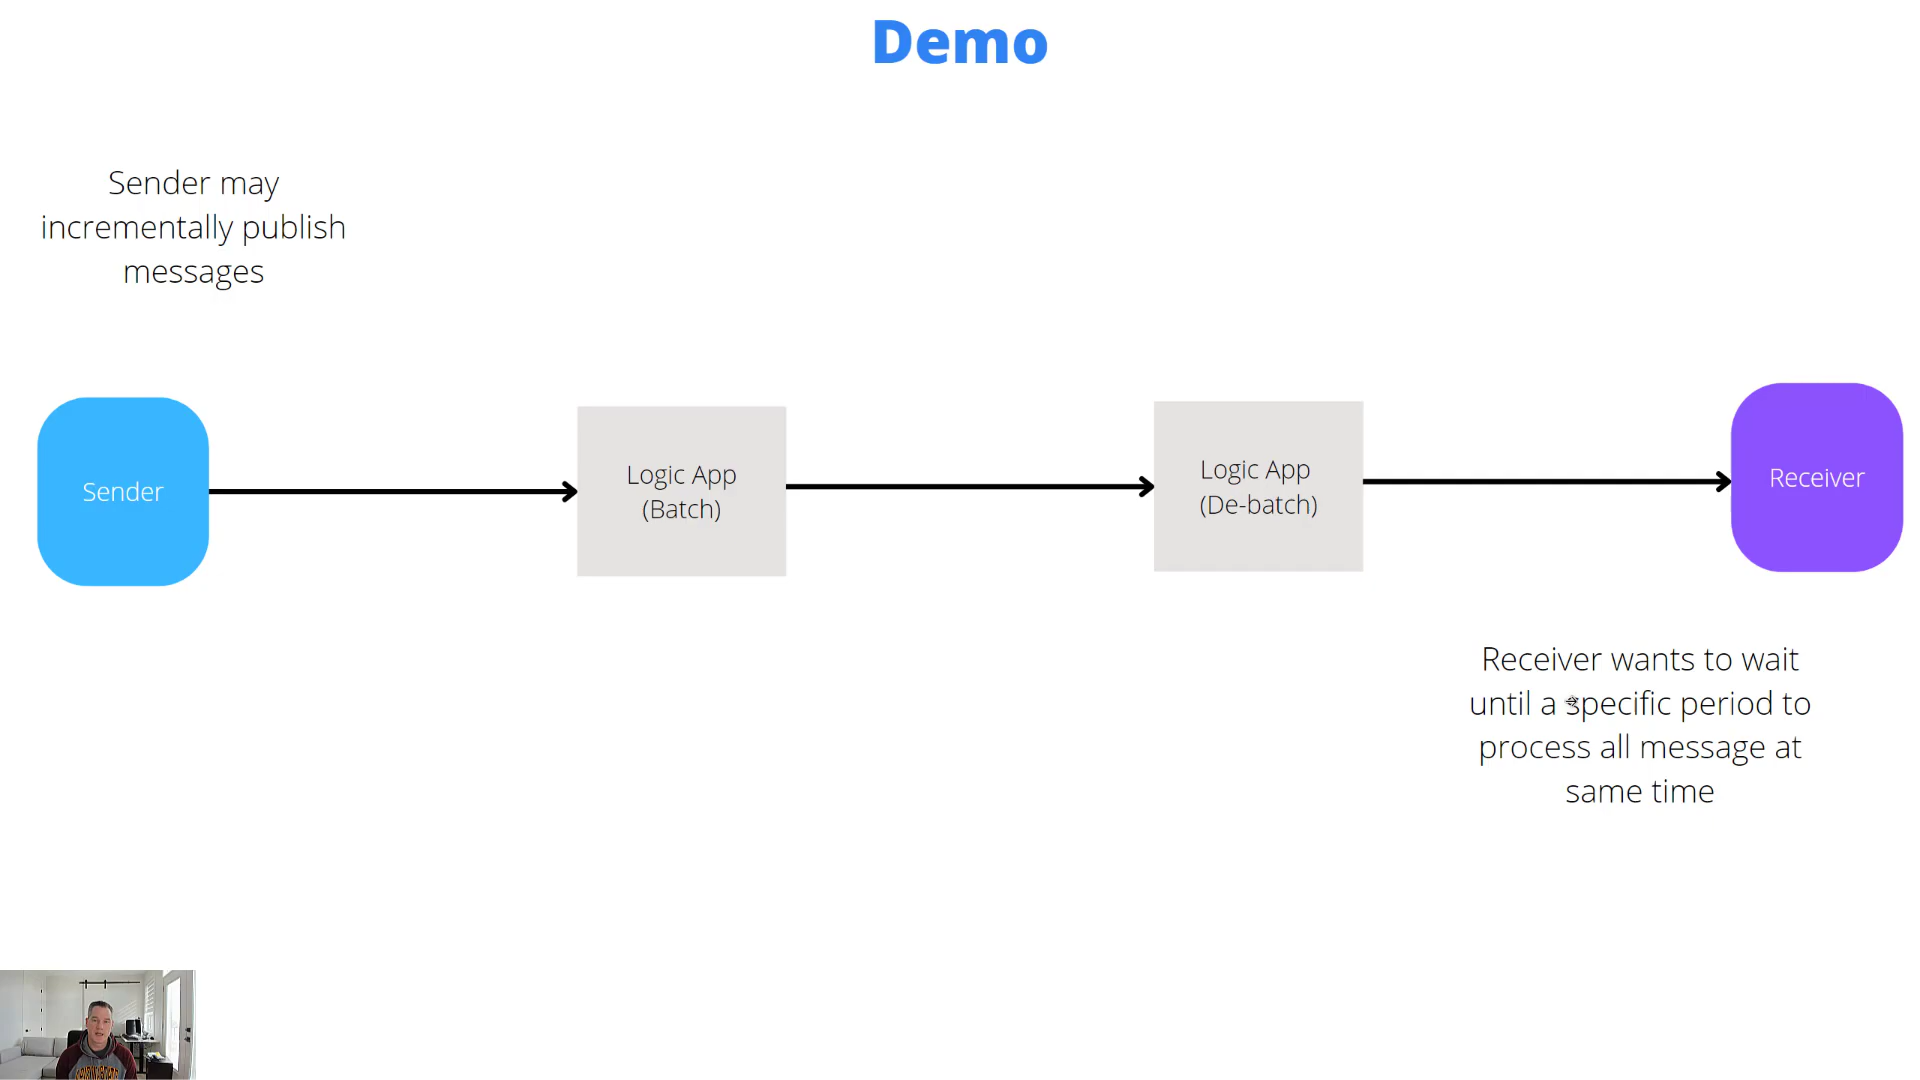 Demo
Sender may
incrementally publish
messages
Sender
Logic App
(Batch)
Logic App
(De-batch)
Receiver
Receiver wants to wait
until a specific period to
process all message at
same time